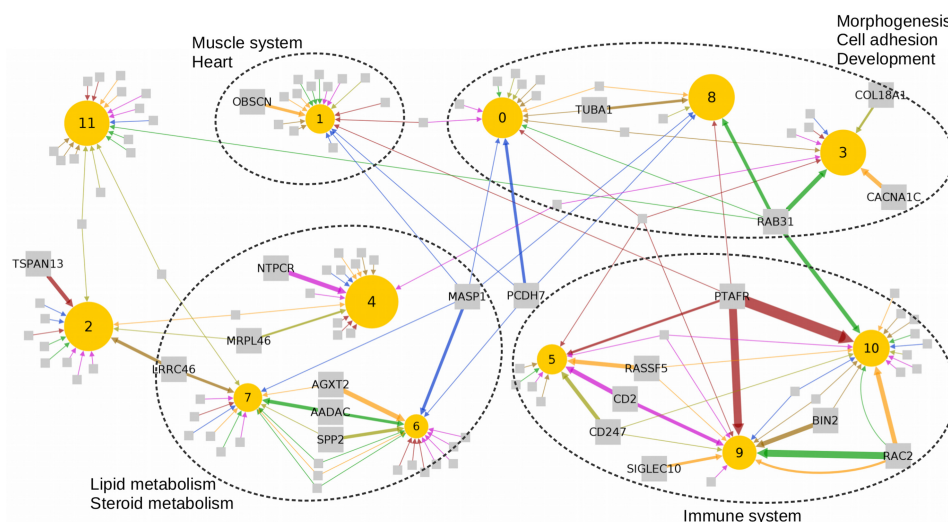 Morphogenesis
Cell adhesion
Development
Muscle system
Heart
OBSCN
1
11
0
TUBA1
8
COL18A1
3
CACNA1C
RAB31
TSPAN13
NTPCR
4
MASP1
PCDH7
PTAFR
2
MRPL46
LRRC46
5
RASSF5
10
7
AGXT2
AADAC
SPP2
6
CD2
CD247
BIN2
9
SIGLEC10
RAC2
Lipid metabolism
Steroid metabolism
Immune system